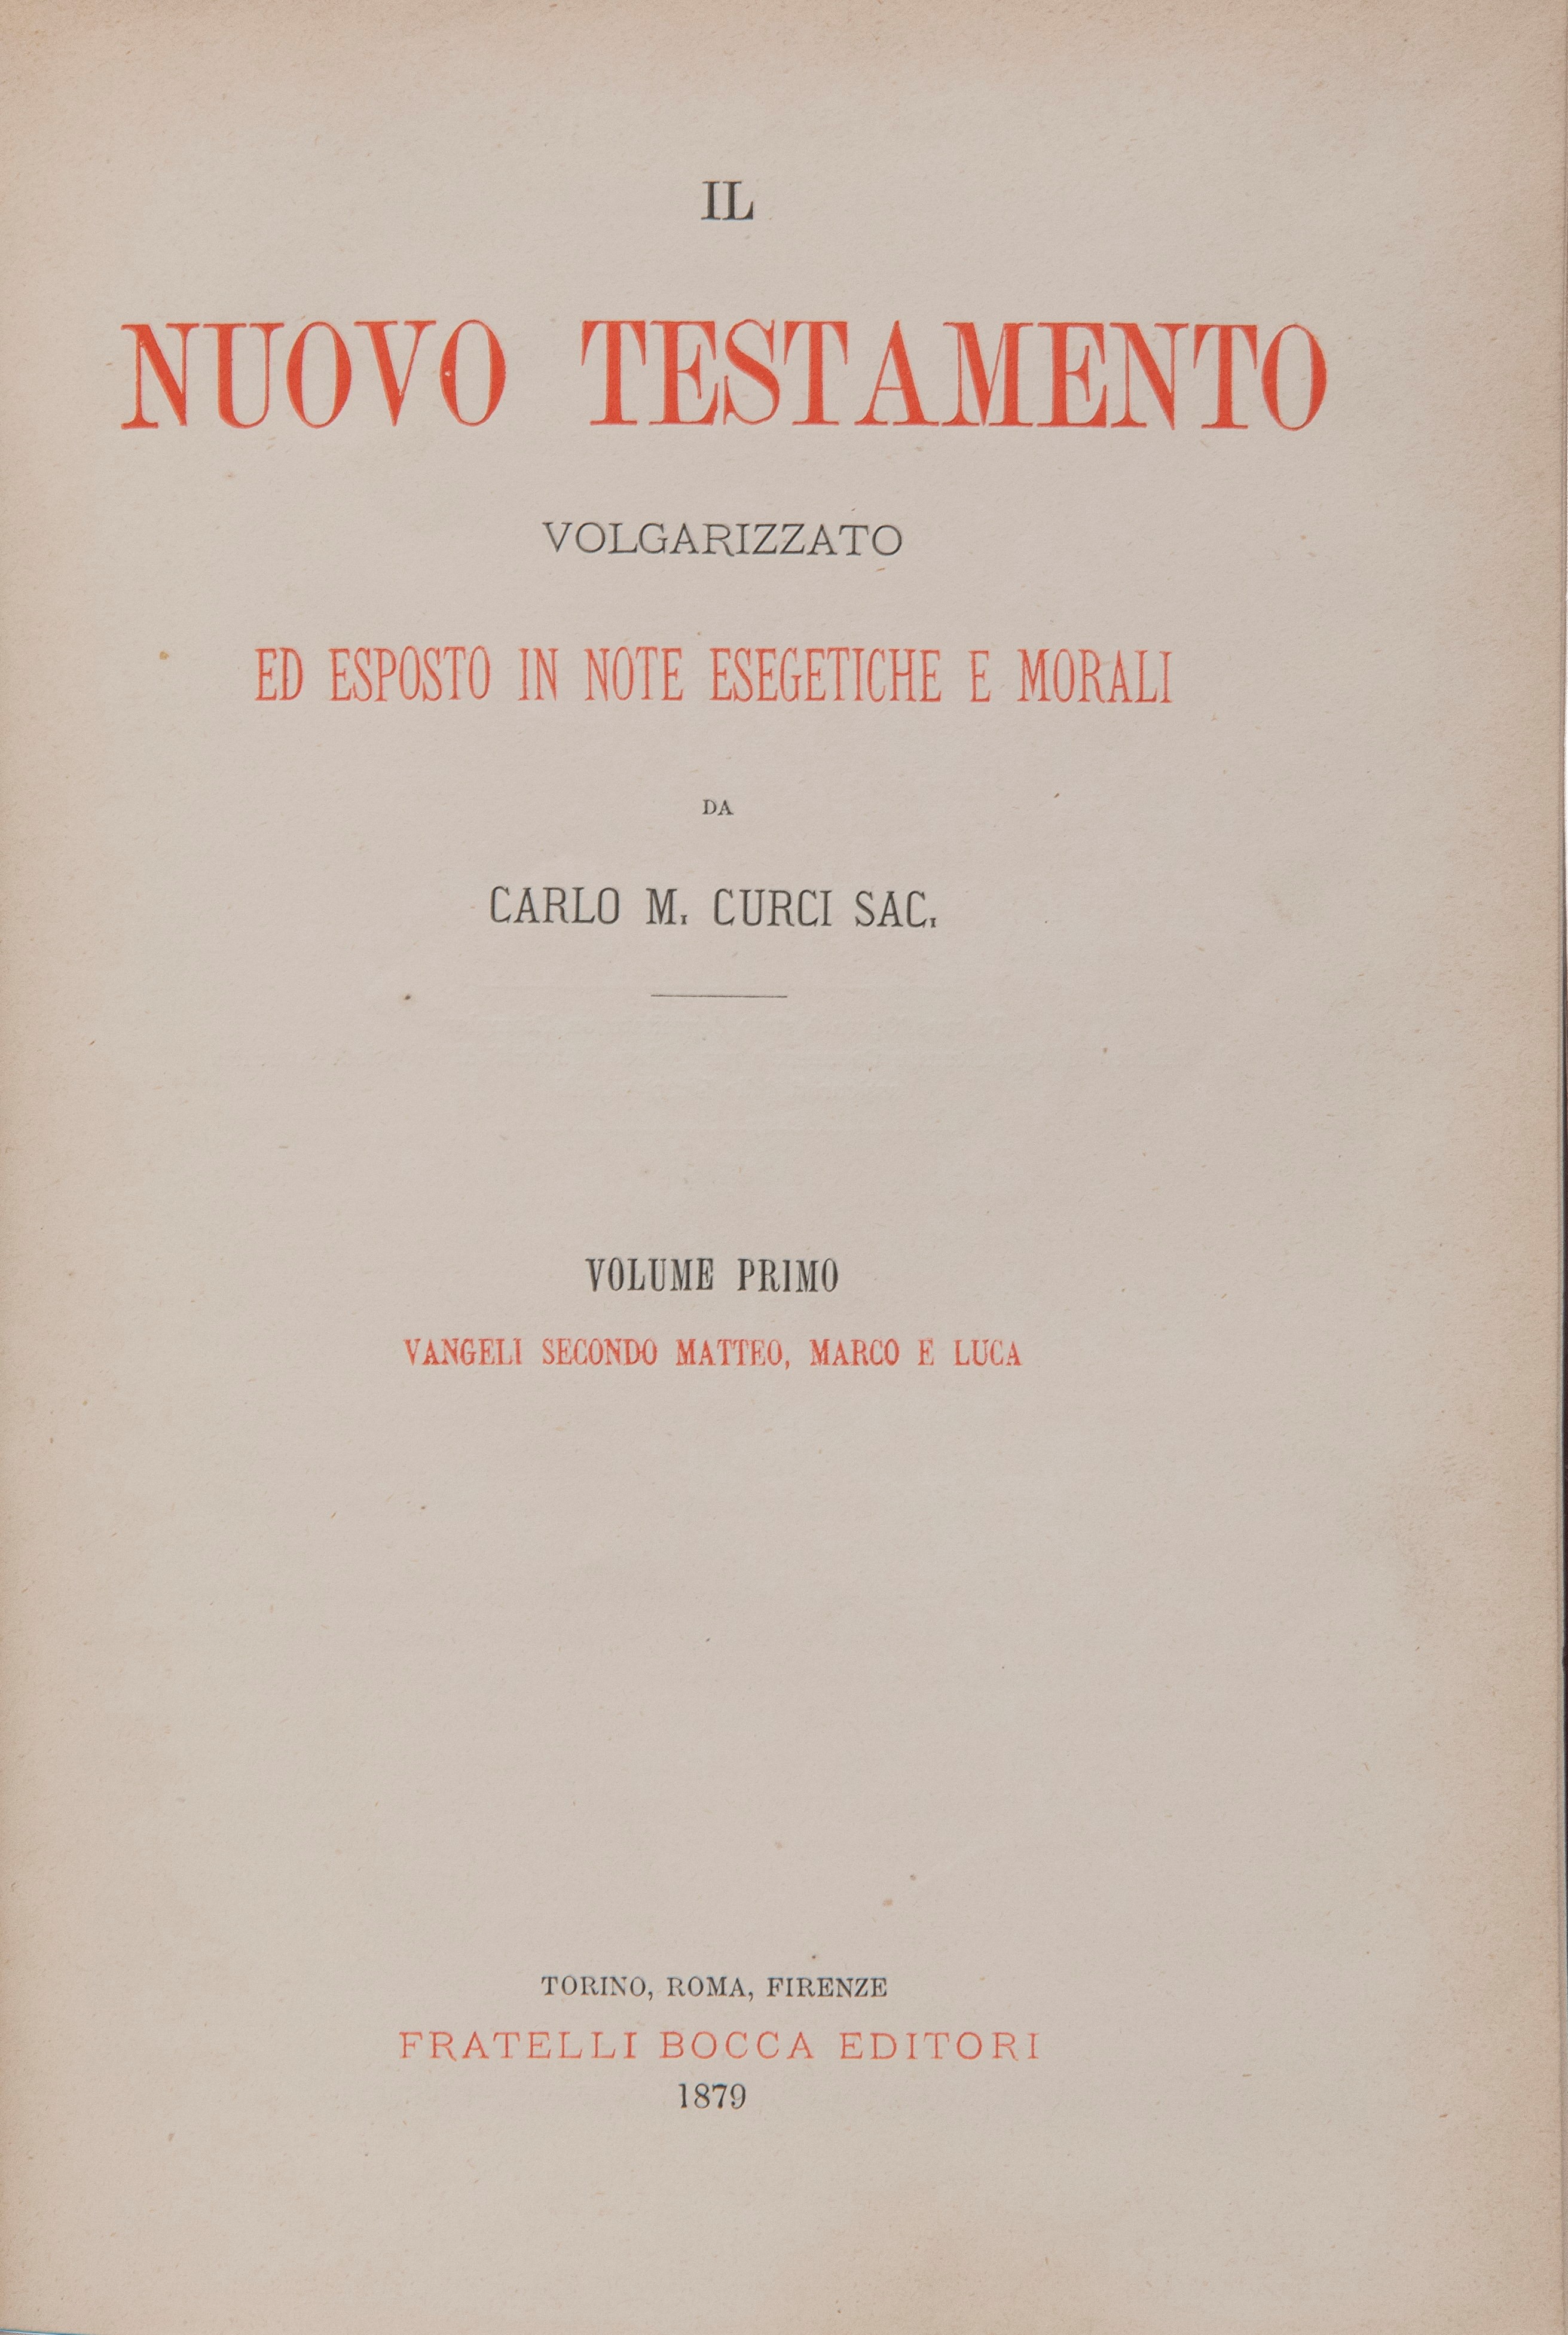 IL
NUOVO TESTAMENTO
VOLGARIZZATO
ED ESPOSTO IN NOTE ESEGETICHE E MORALI
DA
CARLO M. CURCI SAC.
VOLUME PRIMO
VANGELI SECONDO MATTEO, MARCO E LUCA
TORINO, ROMA, FIRENZE
FRATELLI BOCCA EDITORI
1879